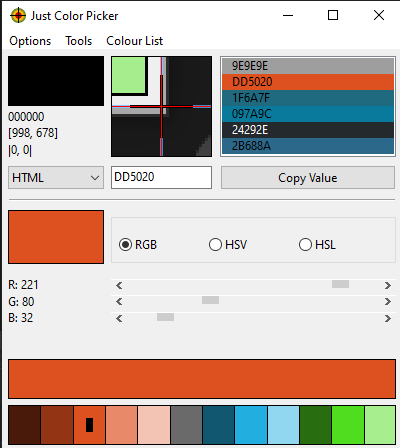 Just Color Picker
Options Tools Colour List
9E9E9E
DD5020
1F6A7F
097A9C
24292E
2B688A
000000
[998, 678]
|0, 0|
HTML
DD5020
Copy Value
RGB HSV HSL
R: 221
G: 80
B: 32